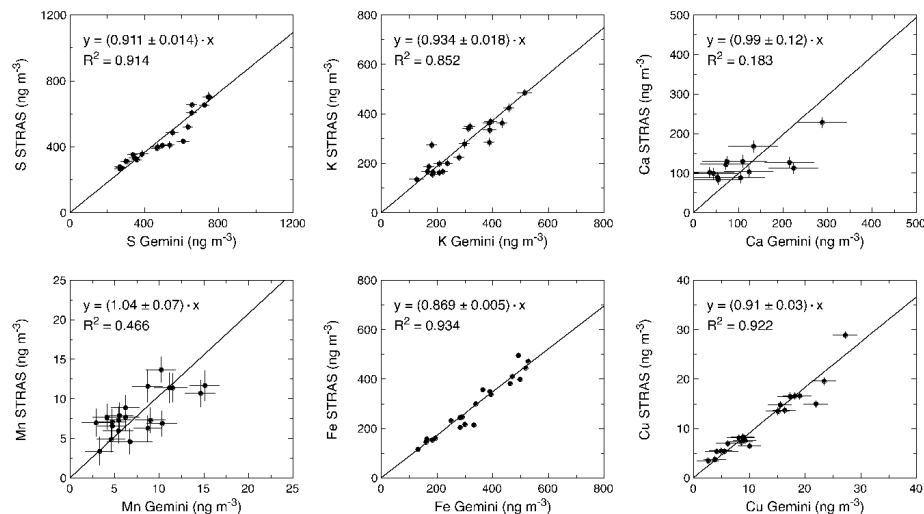 1200
y = (0.911 ± 0.014) · x
R² = 0.914
800
S STRAS (ng m⁻³)
400
0
0 400 800 1200
S Gemini (ng m⁻³)
800
y = (0.934 ± 0.018) · x
R² = 0.852
600
K STRAS (ng m⁻³)
400
200
0
0 200 400 600 800
K Gemini (ng m⁻³)
500
y = (0.99 ± 0.12) · x
400
R² = 0.183
300
Ca STRAS (ng m⁻³)
200
100
0
0 100 200 300 400 500
Ca Gemini (ng m⁻³)
25
y = (1.04 ± 0.07) · x
20
R² = 0.466
15
Mn STRAS (ng m⁻³)
10
5
0
0 5 10 15 20 25
Mn Gemini (ng m⁻³)
800
y = (0.869 ± 0.005) · x
R² = 0.934
600
Fe STRAS (ng m⁻³)
400
200
0
0 200 400 600 800
Fe Gemini (ng m⁻³)
40
y = (0.91 ± 0.03) · x
R² = 0.922
30
Cu STRAS (ng m⁻³)
20
10
0
0 10 20 30 40
Cu Gemini (ng m⁻³)